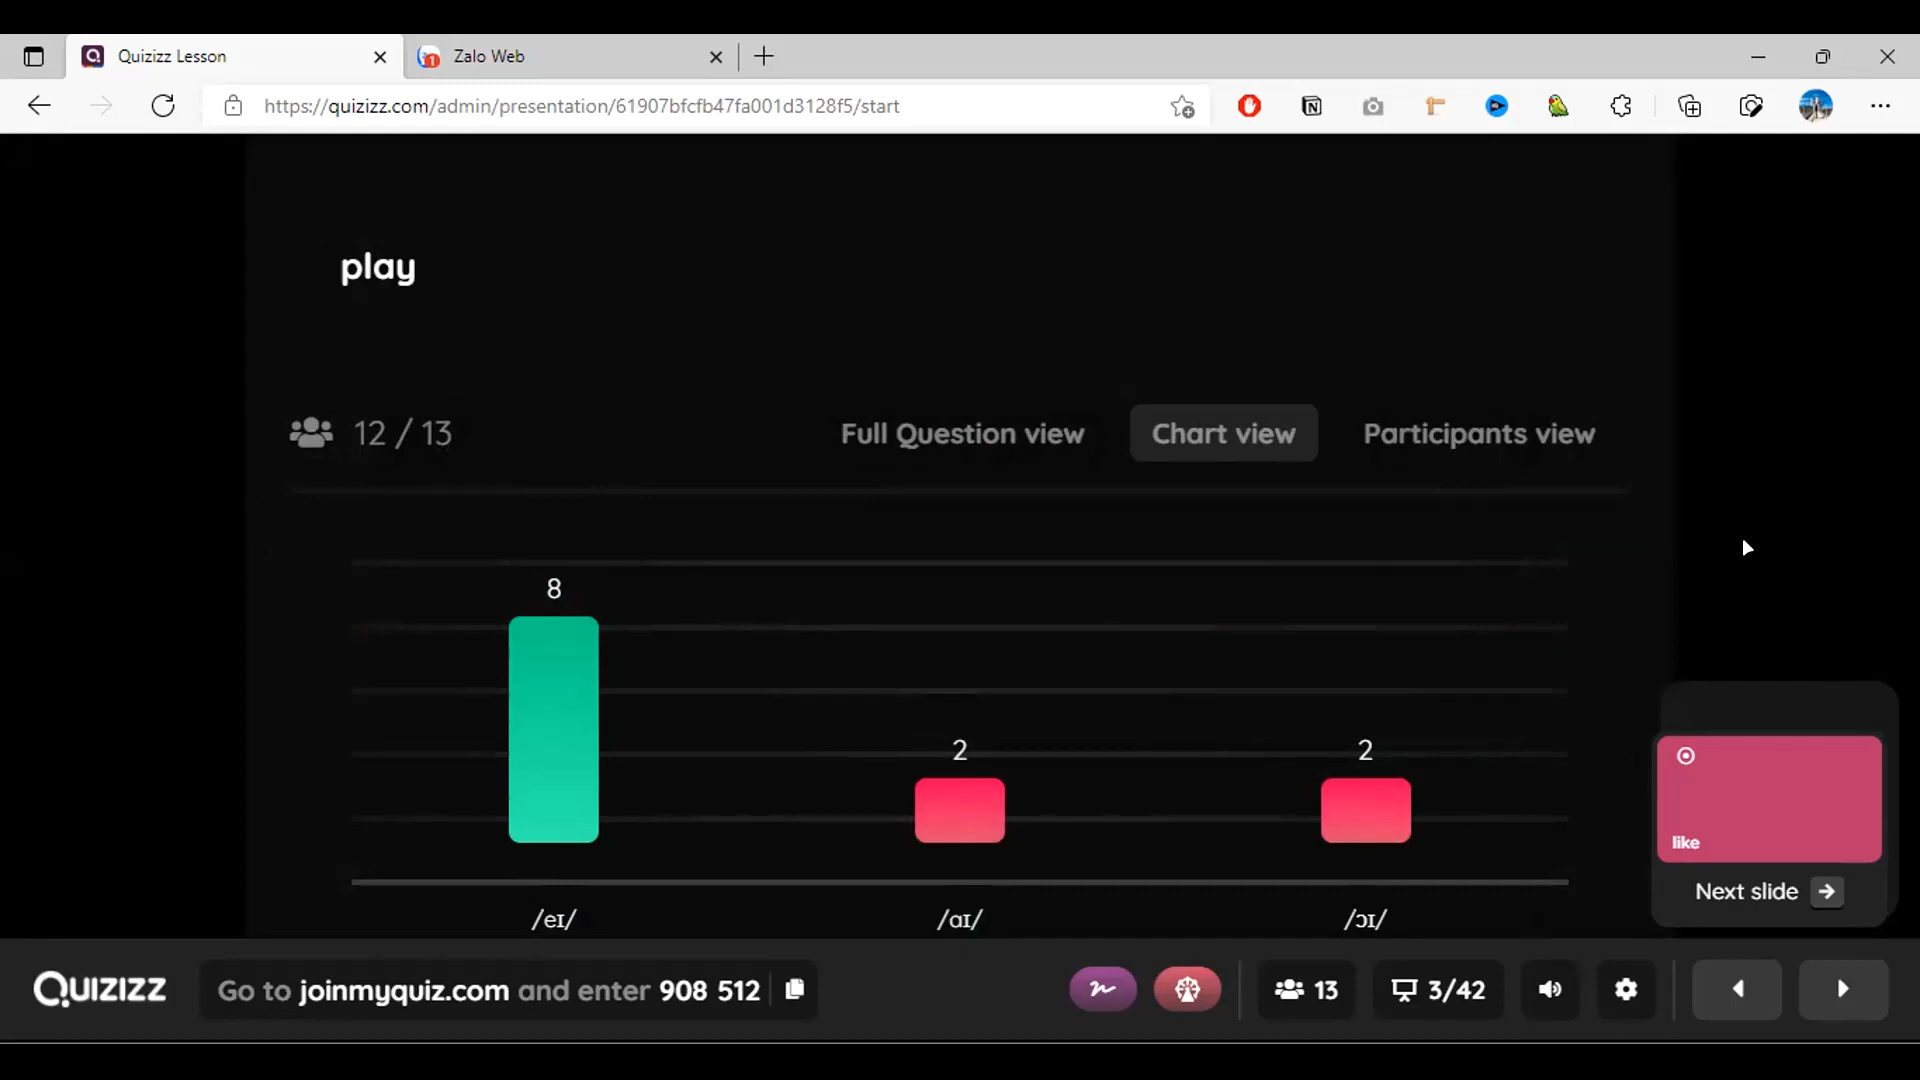 Quizizz Lesson
1 Zalo Web
https://quizizz.com/admin/presentation/61907bfcfb47fa001d3128f5/start
play
12 / 13
Full Question view
Chart view
Participants view
8
2
2
/eɪ/
/aɪ/
/ɔɪ/
like
Next slide
QUIZIZZ
Go to joinmyquiz.com and enter 908 512
13
3/42